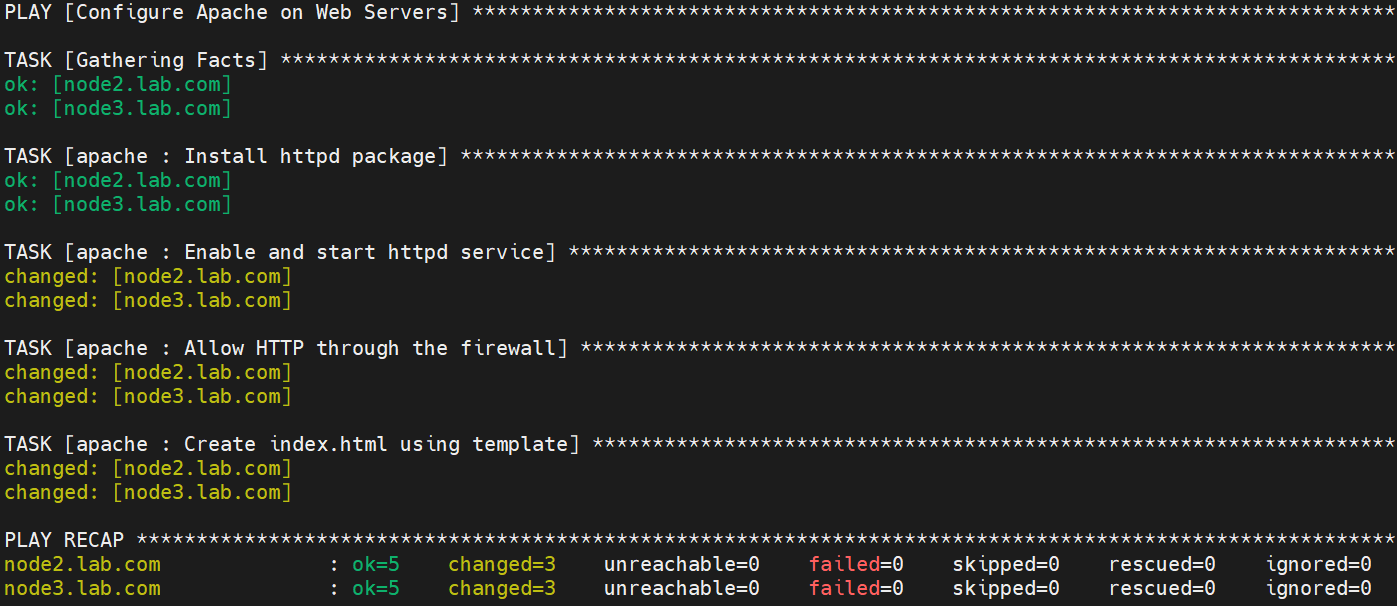 PLAY [Configure Apache on Web Servers] *****************************************************************************
TASK [Gathering Facts] *********************************************************************************************
ok: [node2.lab.com]
ok: [node3.lab.com]
TASK [apache : Install httpd package] ******************************************************************************
ok: [node2.lab.com]
ok: [node3.lab.com]
TASK [apache : Enable and start httpd service] *********************************************************************
changed: [node2.lab.com]
changed: [node3.lab.com]
TASK [apache : Allow HTTP through the firewall] ********************************************************************
changed: [node2.lab.com]
changed: [node3.lab.com]
TASK [apache : Create index.html using template] *******************************************************************
changed: [node2.lab.com]
changed: [node3.lab.com]
PLAY RECAP *********************************************************************************************************
node2.lab.com              : ok=5    changed=3    unreachable=0    failed=0    skipped=0    rescued=0    ignored=0
node3.lab.com              : ok=5    changed=3    unreachable=0    failed=0    skipped=0    rescued=0    ignored=0